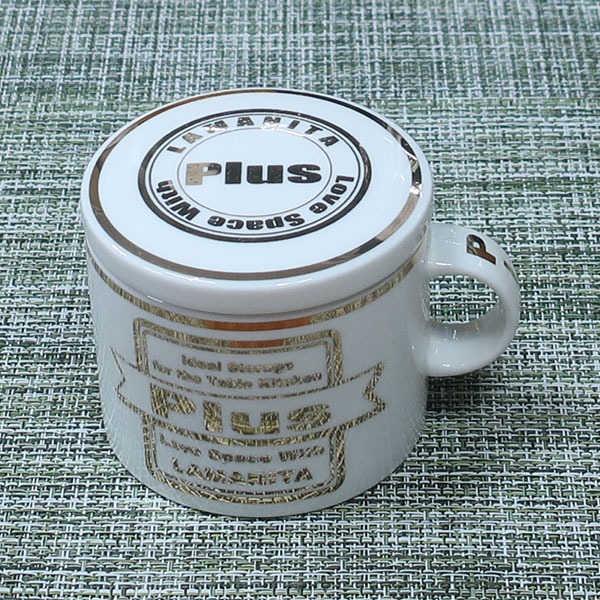 LAMANITA
Plus
Love Space With
P
Ideal Storage
for the Table Kitchen
Plus
Love Space With
LAMANITA